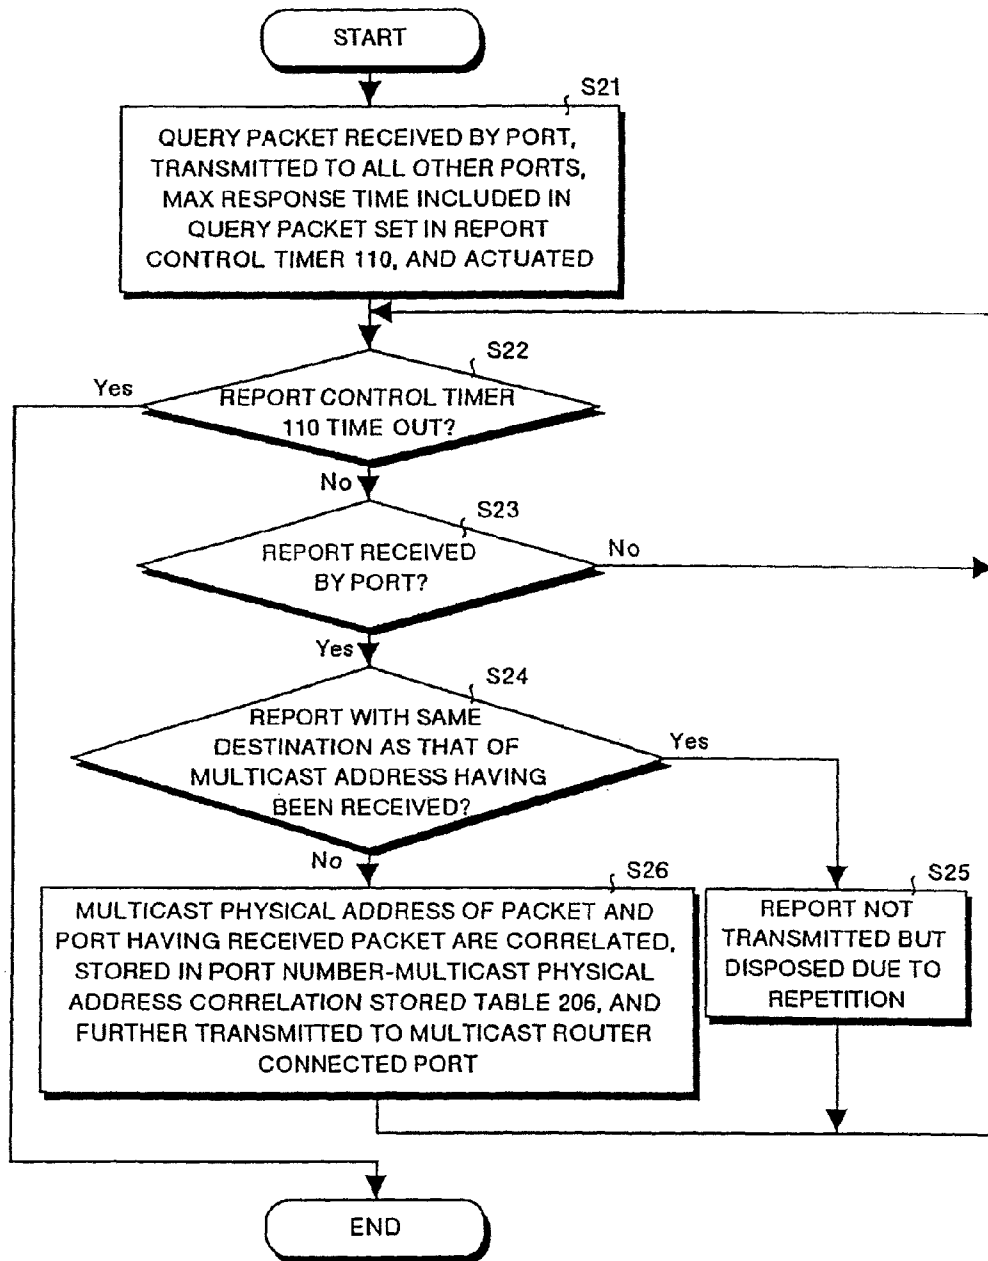 START
S21
QUERY PACKET RECEIVED BY PORT,
TRANSMITTED TO ALL OTHER PORTS,
MAX RESPONSE TIME INCLUDED IN
QUERY PACKET SET IN REPORT
CONTROL TIMER 110, AND ACTUATED
S22
Yes
REPORT CONTROL TIMER
110 TIME OUT?
No
S23
REPORT RECEIVED
BY PORT?
No
Yes
S24
REPORT WITH SAME
DESTINATION AS THAT OF
MULTICAST ADDRESS HAVING
BEEN RECEIVED?
Yes
No
S26
MULTICAST PHYSICAL ADDRESS OF PACKET AND
PORT HAVING RECEIVED PACKET ARE CORRELATED,
STORED IN PORT NUMBER-MULTICAST PHYSICAL
ADDRESS CORRELATION STORED TABLE 206, AND
FURTHER TRANSMITTED TO MULTICAST ROUTER
CONNECTED PORT
S25
REPORT NOT
TRANSMITTED BUT
DISPOSED DUE TO
REPETITION
END